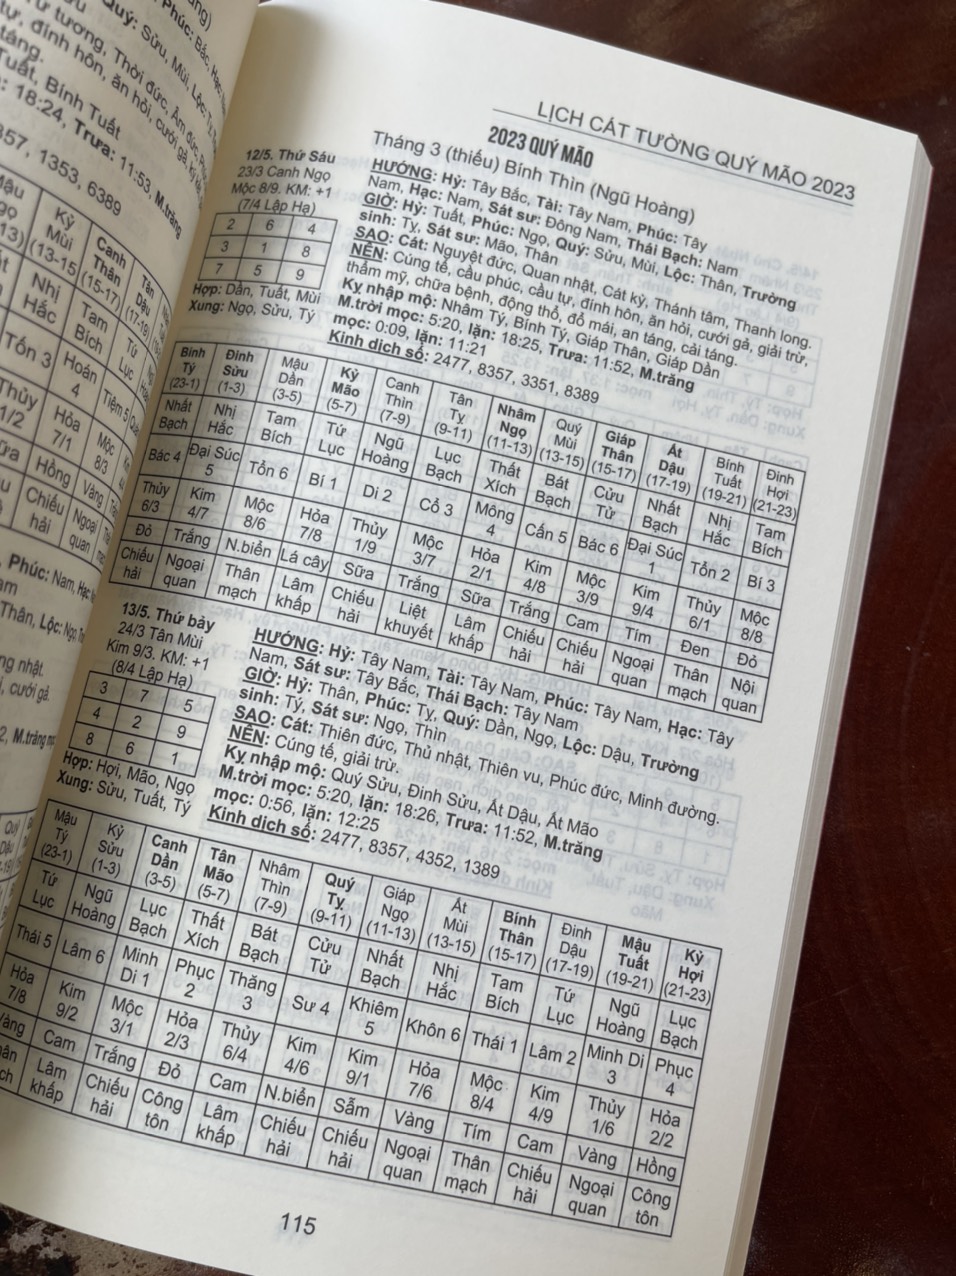 LỊCH CÁT TƯỜNG QUÝ MÃO 2023
2023 QUÝ MÃO
Tháng 3 (thiếu) Bính Thìn (Ngũ Hoàng)
12/5. Thứ Sáu
23/3 Canh Ngọ
Mộc 8/9. KM: +1
(7/4 Lập Hạ)
2 6 4
3 1 8
7 5 9
Hợp: Dần, Tuất, Mùi
Xung: Ngọ, Sửu, Tý
HƯỚNG: Hỷ: Tây Bắc, Tài: Tây Nam, Phúc: Tây
Nam, Hạc: Nam, Sát sư: Đông Nam, Thái Bạch: Nam
GIỜ: Hỷ: Tuất, Phúc: Ngọ, Quý: Sửu, Mùi, Lộc: Thân, Trường
sinh: Tỵ, Sát sư: Mão, Thân
SAO: Cát: Nguyệt đức, Quan nhật, Cát kỳ, Thánh tâm, Thanh long.
NÊN: Cúng tế, cầu phúc, cầu tự, đính hôn, ăn hỏi, cưới gả, giải trừ,
thẩm mỹ, chữa bệnh, động thổ, đổ mái, an táng, cải táng.
Kỵ nhập mộ: Nhâm Tý, Bính Tý, Giáp Thân, Giáp Dần
M.trời mọc: 5:20, lặn: 18:25, Trưa: 11:52, M.trăng
mọc: 0:09, lặn: 11:21
Kinh dịch số: 2477, 8357, 3351, 8389
Bính Tý (23-1) Đinh Sửu (1-3) Mậu Dần (3-5) Kỷ Mão (5-7) Canh Thìn (7-9) Tân Tỵ (9-11) Nhâm Ngọ (11-13) Quý Mùi (13-15) Giáp Thân (15-17) Ất Dậu (17-19) Bính Tuất (19-21) Đinh Hợi (21-23)
Nhất Bạch Nhị Hắc Tam Bích Tứ Lục Ngũ Hoàng Lục Bạch Thất Xích Bát Bạch Cửu Tử Nhất Bạch Nhị Hắc Tam Bích
Bác 4 Đại Súc 5 Tổn 6 Bí 1 Di 2 Cổ 3 Mông 4 Cấn 5 Bác 6 Đại Súc 1 Tổn 2 Bí 3
Thủy 6/3 Kim 4/7 Mộc 8/6 Hỏa 7/8 Thủy 1/9 Mộc 3/7 Hỏa 2/1 Kim 4/8 Mộc 3/9 Kim 9/4 Thủy 6/1 Mộc 8/8
Đỏ Trắng N.biển Lá cây Sữa Trắng Sữa Trắng Cam Tím Đen Đỏ
Chiếu hải Ngoại quan Thân mạch Lâm khấp Chiếu hải Liệt khuyết Lâm khấp Chiếu hải Chiếu hải Ngoại quan Thân mạch Nội quan
13/5. Thứ bảy
24/3 Tân Mùi
Kim 9/3. KM: +1
(8/4 Lập Hạ)
3 7 5
4 2 9
8 6 1
Hợp: Hợi, Mão, Ngọ
Xung: Sửu, Tuất, Tý
HƯỚNG: Hỷ: Tây Nam, Tài: Tây Nam, Phúc: Tây Nam, Hạc: Tây
Nam, Sát sư: Tây Bắc, Thái Bạch: Tây Nam
GIỜ: Hỷ: Thân, Phúc: Tỵ, Quý: Dần, Ngọ, Lộc: Dậu, Trường
sinh: Tý, Sát sư: Ngọ, Thìn
SAO: Cát: Thiên đức, Thủ nhật, Thiên vu, Phúc đức, Minh đường.
NÊN: Cúng tế, giải trừ.
Kỵ nhập mộ: Quý Sửu, Đinh Sửu, Ất Dậu, Ất Mão
M.trời mọc: 5:20, lặn: 18:26, Trưa: 11:52, M.trăng
mọc: 0:56, lặn: 12:25
Kinh dịch số: 2477, 8357, 4352, 1389
Mậu Tý (23-1) Kỷ Sửu (1-3) Canh Dần (3-5) Tân Mão (5-7) Nhâm Thìn (7-9) Quý Tỵ (9-11) Giáp Ngọ (11-13) Ất Mùi (13-15) Bính Thân (15-17) Đinh Dậu (17-19) Mậu Tuất (19-21) Kỷ Hợi (21-23)
Tứ Lục Ngũ Hoàng Lục Bạch Thất Xích Bát Bạch Cửu Tử Nhất Bạch Nhị Hắc Tam Bích Tứ Lục Ngũ Hoàng Lục Bạch
Thái 5 Lâm 6 Minh Di 1 Phục 2 Thăng 3 Sư 4 Khiêm 5 Khôn 6 Thái 1 Lâm 2 Minh Di 3 Phục 4
Hỏa 7/8 Kim 9/2 Mộc 3/1 Hỏa 2/3 Thủy 6/4 Kim 4/6 Kim 9/1 Hỏa 7/6 Mộc 8/4 Kim 4/9 Thủy 1/6 Hỏa 2/2
Cam Trắng Đỏ Cam N.biển Sẫm Vàng Tím Cam Vàng Hồng
Lâm khấp Chiếu hải Công tôn Lâm khấp Chiếu hải Chiếu hải Ngoại quan Thân mạch Chiếu hải Ngoại quan Công tôn
115